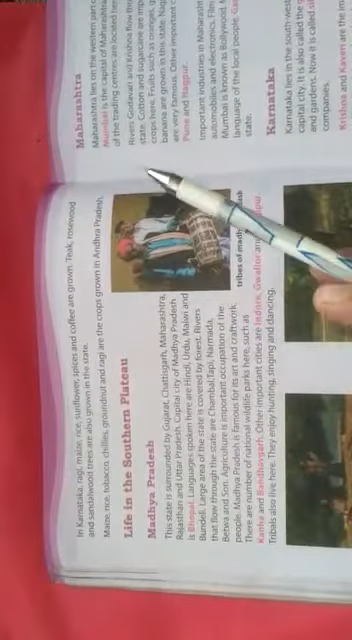 In Karnataka, ragi, maize, rice, sunflower, spices and coffee are grown. Teak, rosewood
and sandalwood trees are also grown in the state.
Maize, rice, tobacco, chillies, groundnut and ragi are the crops grown in Andhra Pradesh.
Life in the Southern Plateau
Madhya Pradesh
This state is surrounded by Gujarat, Chattisgarh, Maharashtra,
Rajasthan and Uttar Pradesh. Capital city of Madhya Pradesh
is Bhopal. Languages spoken here are Hindi, Urdu, Malwi and
Bundeli. Large area of the state is covered by forest. Rivers
that flow through the state are Chambal, Tapi, Narmada,
Betwa and Son. Agriculture is important occupation of the
people. Madhya Pradesh is famous for its art and craftwork.
There are number of national wildlife parks here, such as
Kanha and Bandhavgarh. Other important cities are Indore, Gwalior and
Tribals also live here. They enjoy hunting, singing and dancing.
tribes of
Maharashtra
Maharashtra lies on the western part
Mumbai is the capital of Maharashtra
of the trading centres are located
Rivers Godavari and Krishna flow
state. Cotton and sugarcane are
crops here. Fruits such as oranges,
banana are grown in this state.
are very famous. Other important
Pune and Nagpur.
Important industries in
automobiles and electronics.
Mumbai is known as Bollywood.
language of the local people.
state.
Karnataka
Karnataka lies in the
capital city. It is also called
and gardens. Now it is called
companies.
Krishna and Kaveri are the